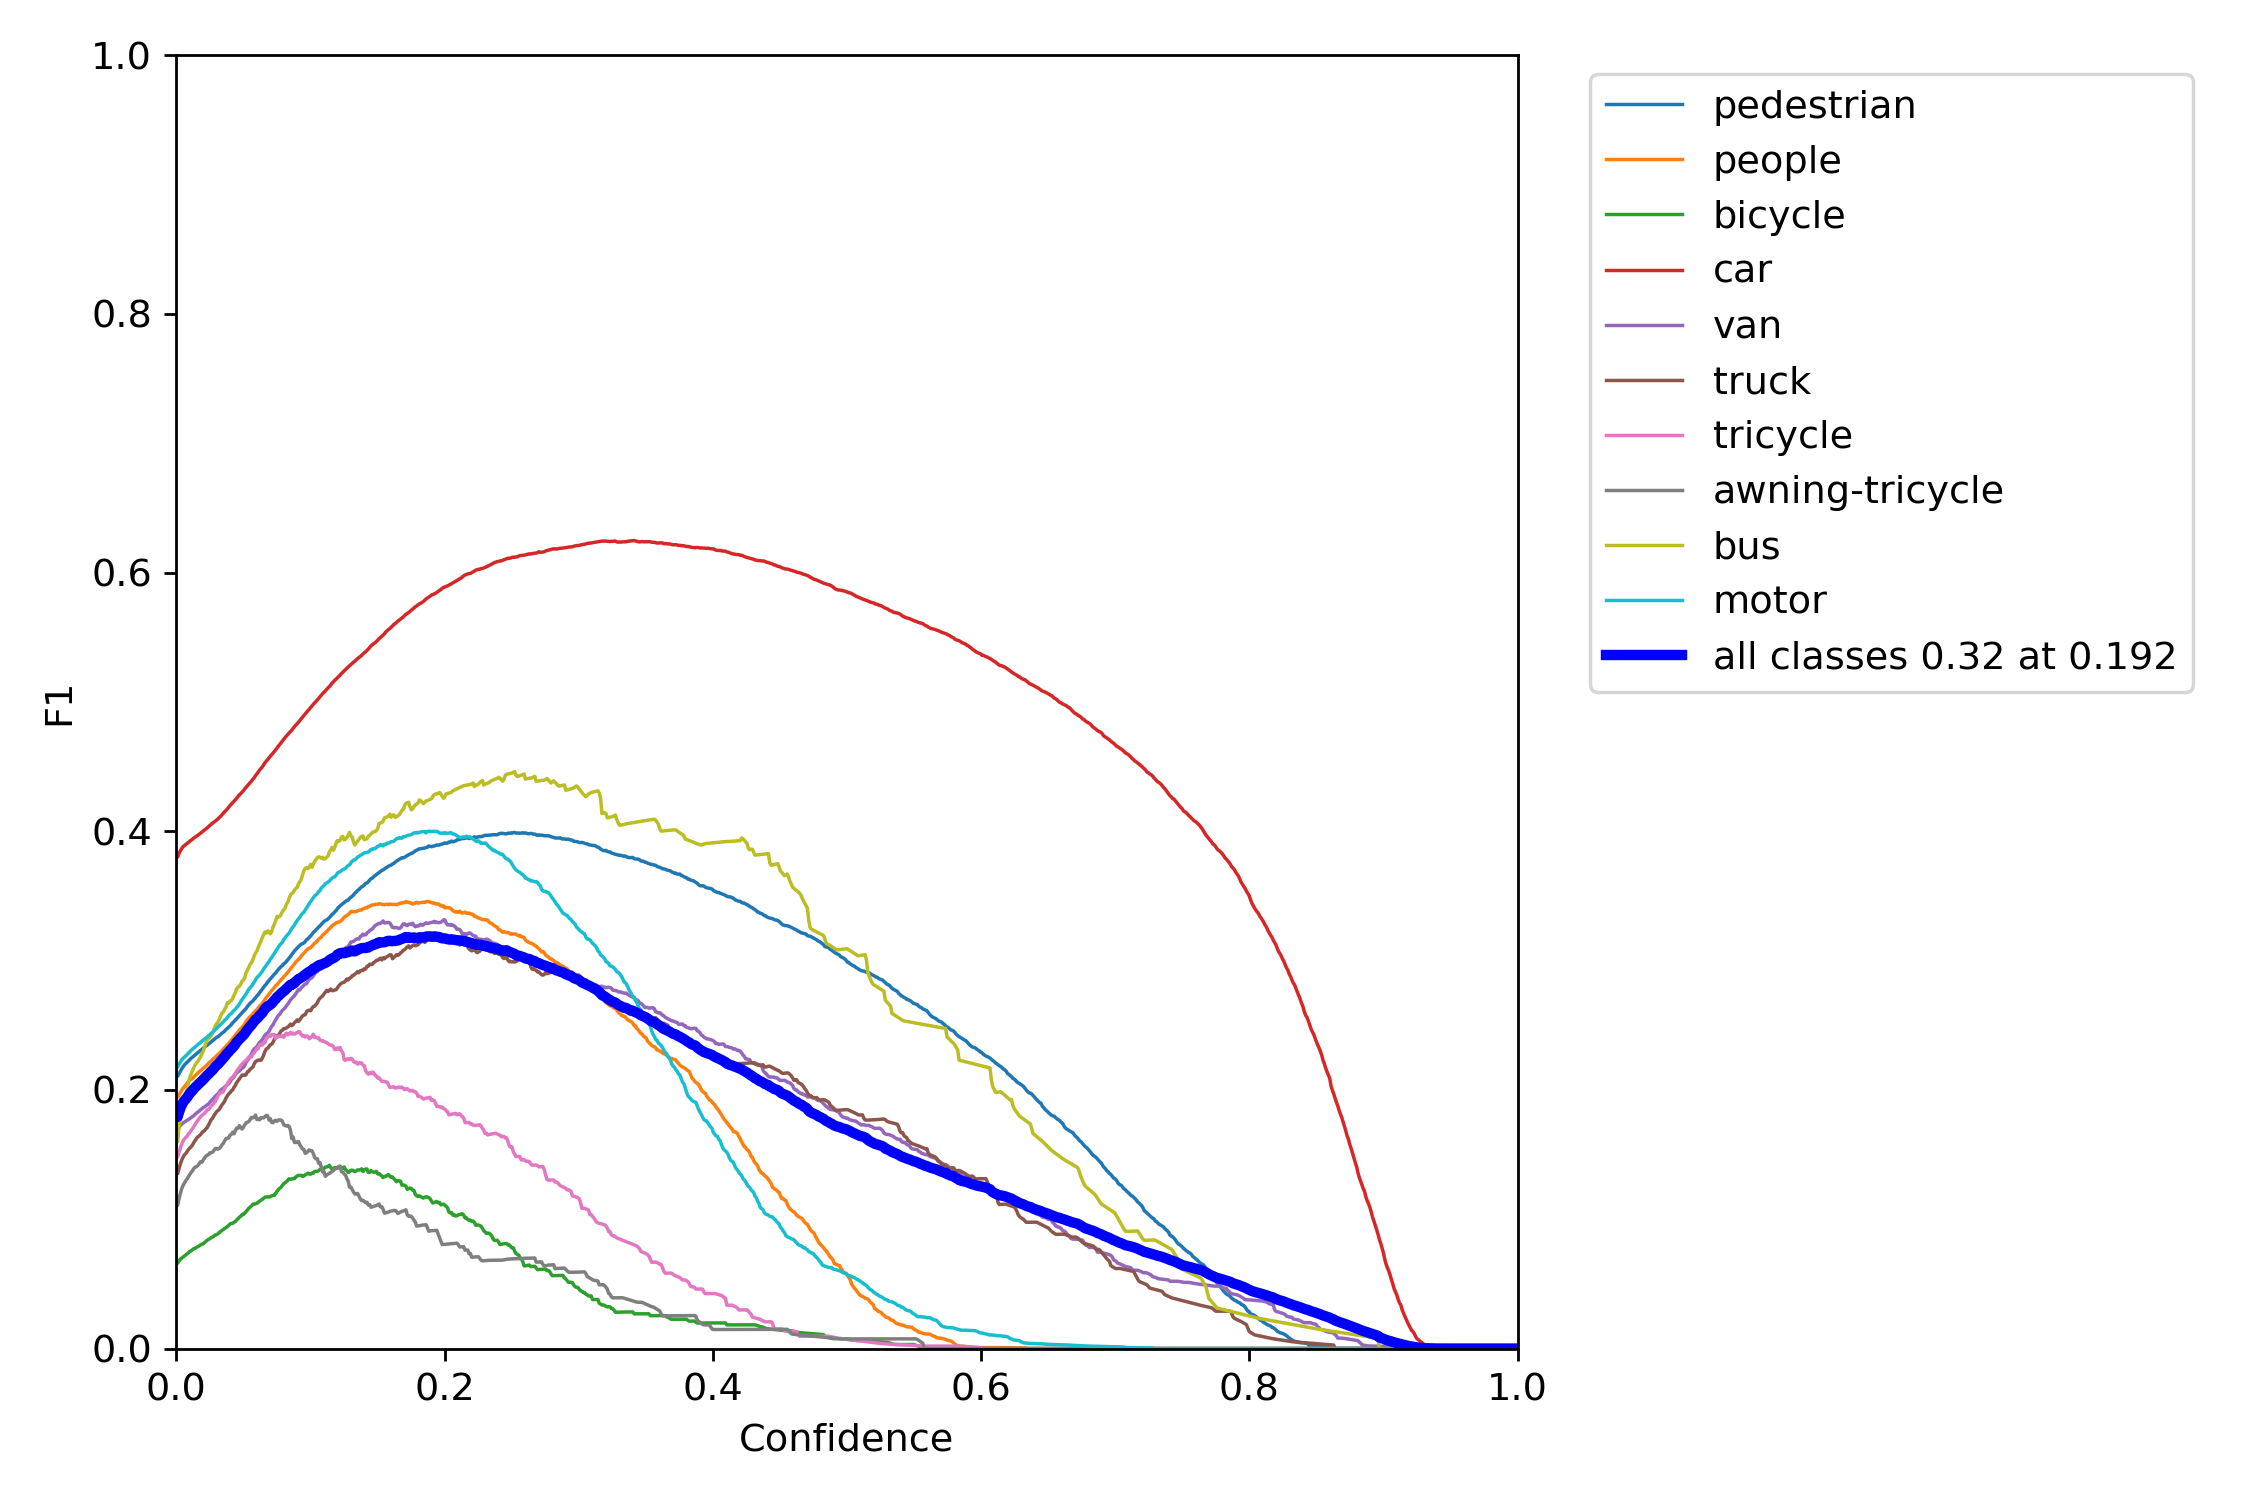 1.0
0.8
0.6
0.4
0.2
0.0
F1
0.0 0.2 0.4 0.6 0.8 1.0
Confidence
pedestrian
people
bicycle
car
van
truck
tricycle
awning-tricycle
bus
motor
all classes 0.32 at 0.192